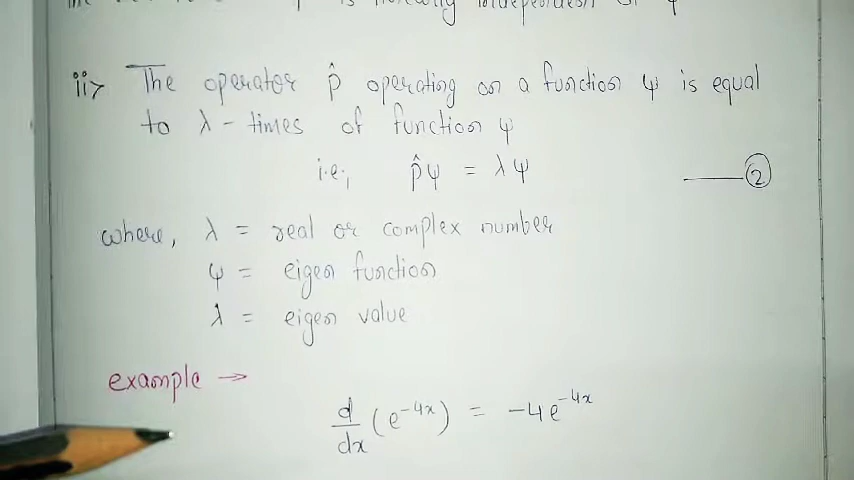 is
ii> The operator p̂ operating on a function ψ is equal
to λ - times of function ψ
i.e., p̂ψ = λψ —— ②
where, λ = real or complex number
ψ = eigen function
λ = eigen value
example →
d/dx (e^-4x) = -4e^-4x